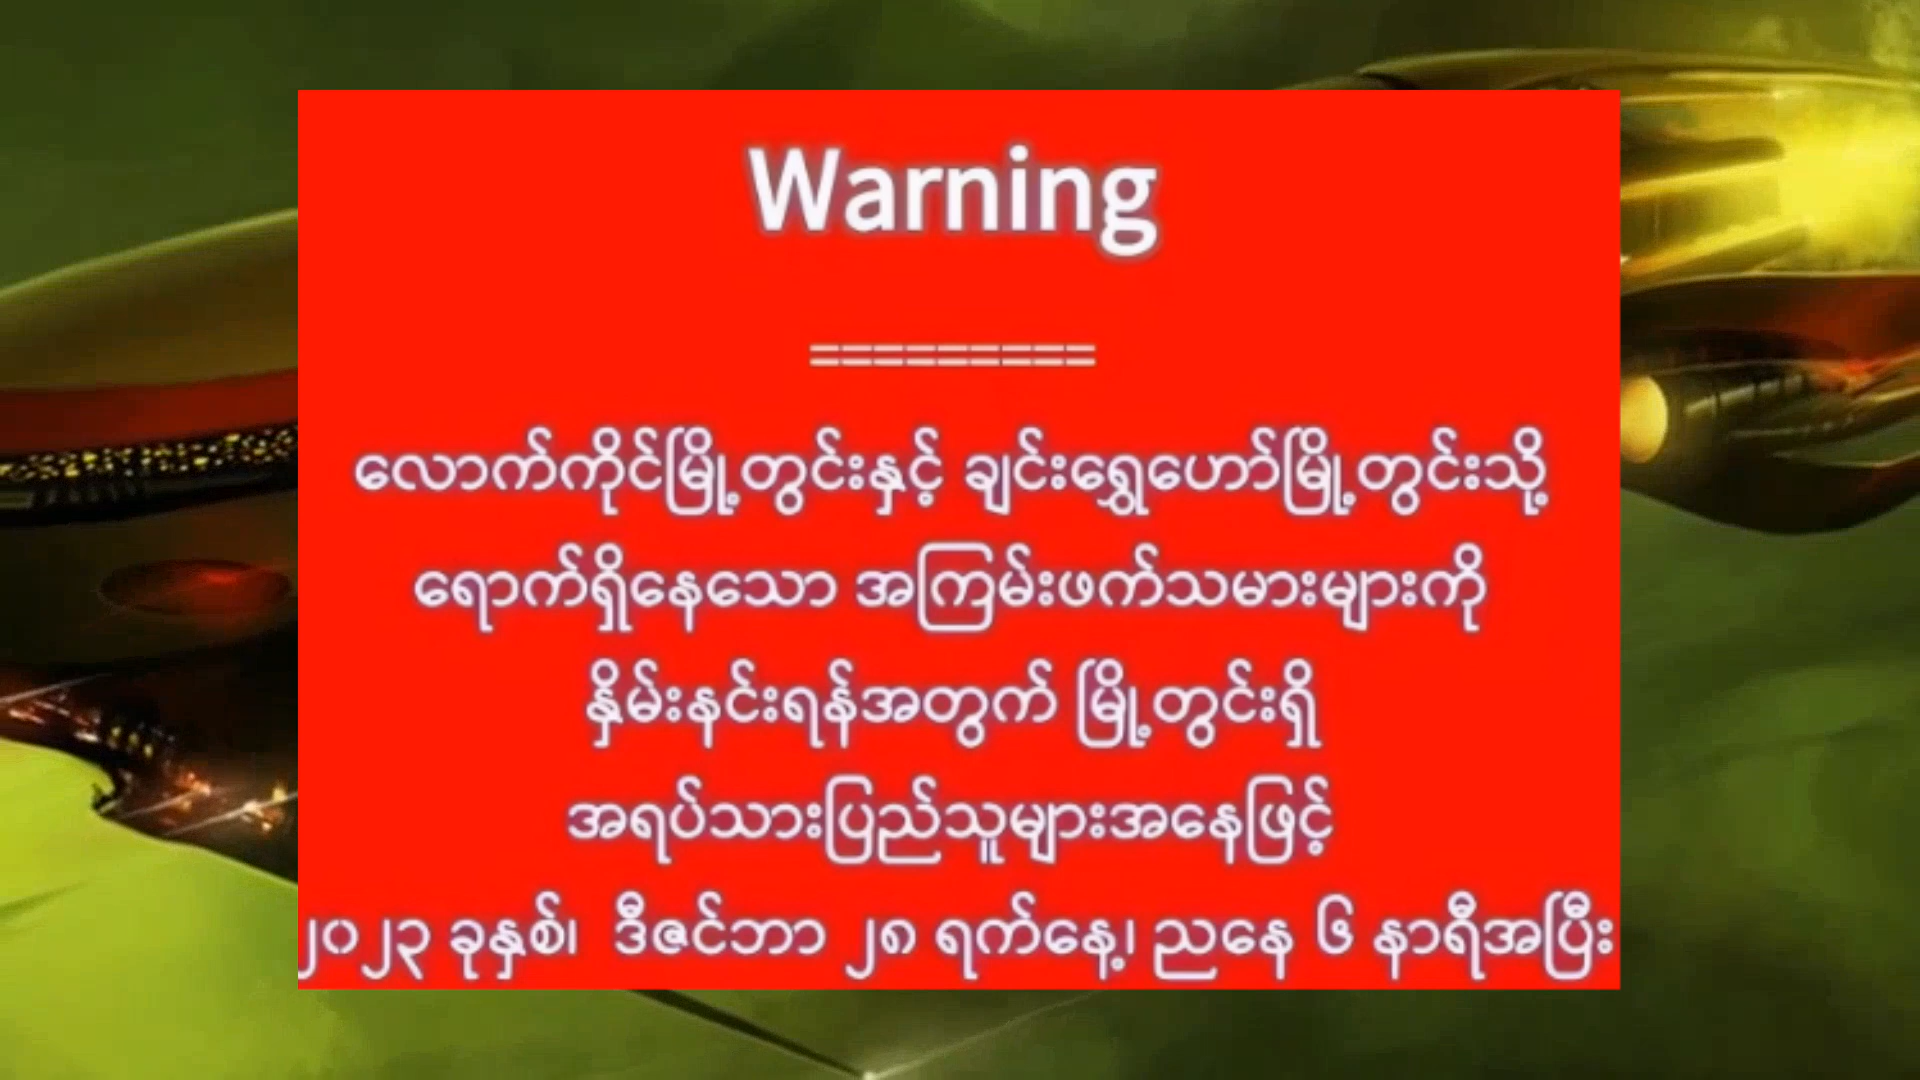 Warning
=========
လောက်ကိုင်မြို့တွင်းနှင့် ချင်းရွှေဟော်မြို့တွင်းသို့
ရောက်ရှိနေသော အကြမ်းဖက်သမားများကို
နှိမ်းနင်းရန်အတွက် မြို့တွင်းရှိ
အရပ်သားပြည်သူများအနေဖြင့်
၂၀၂၃ ခုနှစ်၊ ဒီဇင်ဘာ ၂၈ ရက်နေ့၊ ညနေ ၆ နာရီအပြီး